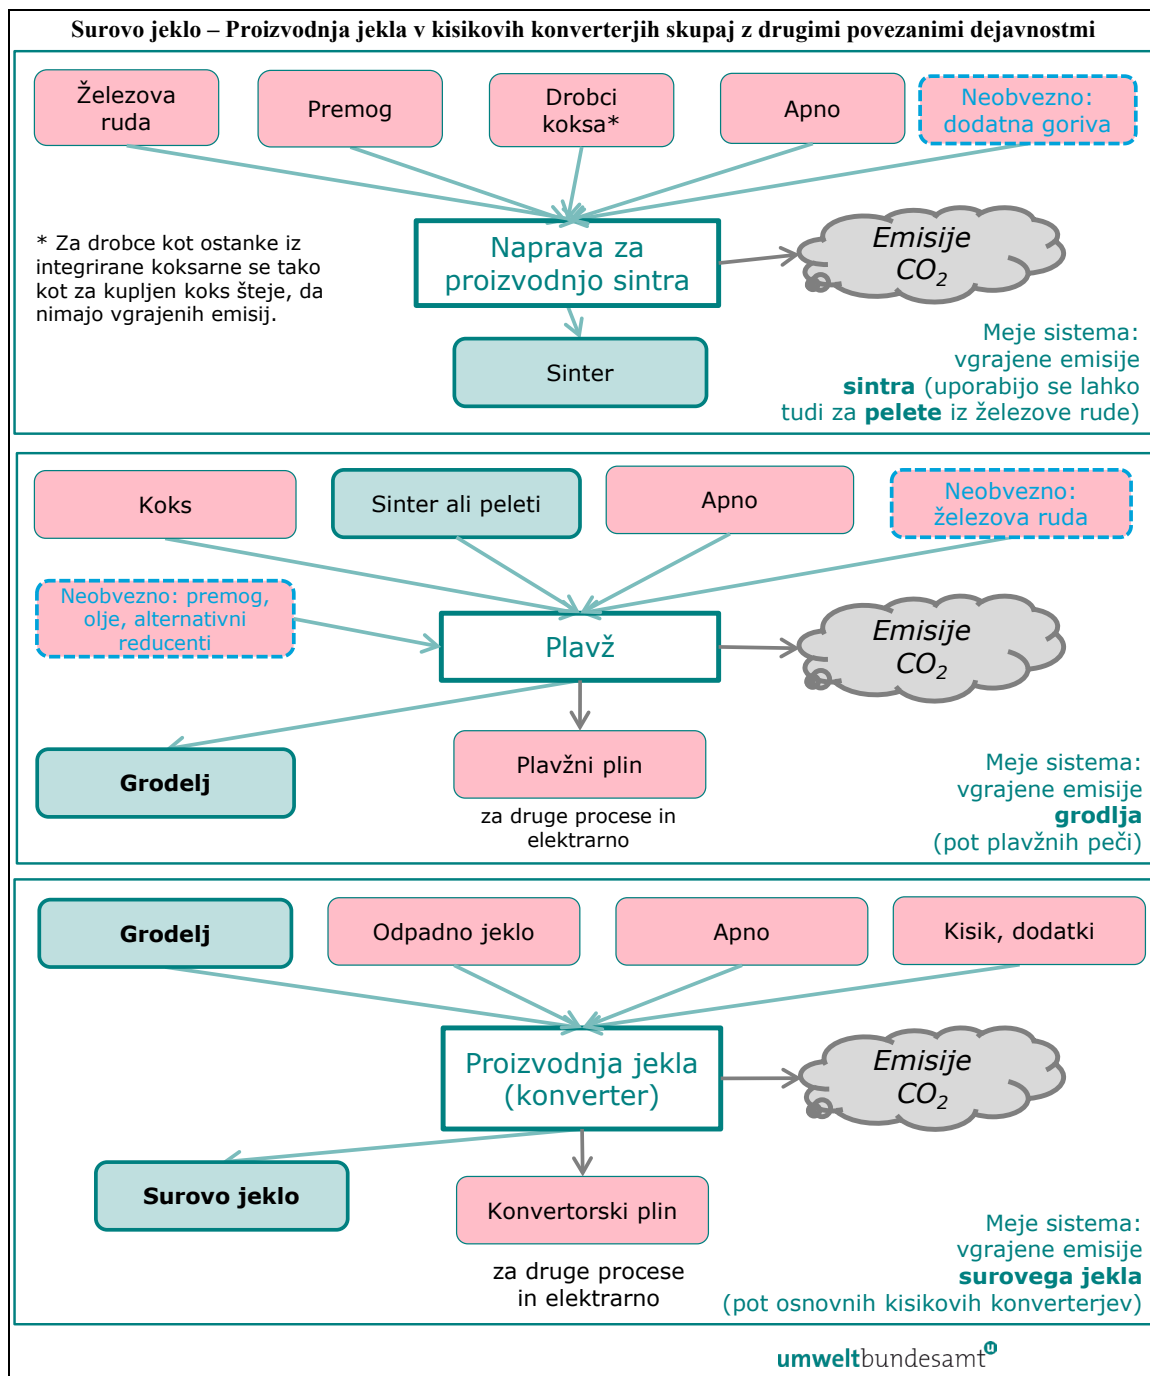 Surovo jeklo – Proizvodnja jekla v kisikovih konverterjih skupaj z drugimi povezanimi dejavnostmi
Železova
ruda
Premog
Drobci
koksa*
Apno
Neobvezno:
dodatna goriva
* Za drobce kot ostanke iz
integrirane koksarne se tako
kot za kupljen koks šteje, da
nimajo vgrajenih emisij.
Naprava za
proizvodnjo sintra
Emisije
CO₂
Sinter
Meje sistema:
vgrajene emisije
sintra (uporabijo se lahko
tudi za pelete iz železove rude)
Koks
Sinter ali peleti
Apno
Neobvezno:
železova ruda
Neobvezno: premog,
olje, alternativni
reducenti
Plavž
Emisije
CO₂
Grodelj
Plavžni plin
za druge procese in
elektrarno
Meje sistema:
vgrajene emisije
grodlja
(pot plavžnih peči)
Grodelj
Odpadno jeklo
Apno
Kisik, dodatki
Proizvodnja jekla
(konverter)
Emisije
CO₂
Surovo jeklo
Konvertorski plin
za druge procese
in elektrarno
Meje sistema:
vgrajene emisije
surovega jekla
(pot osnovnih kisikovih konverterjev)
umweltbundesamt u